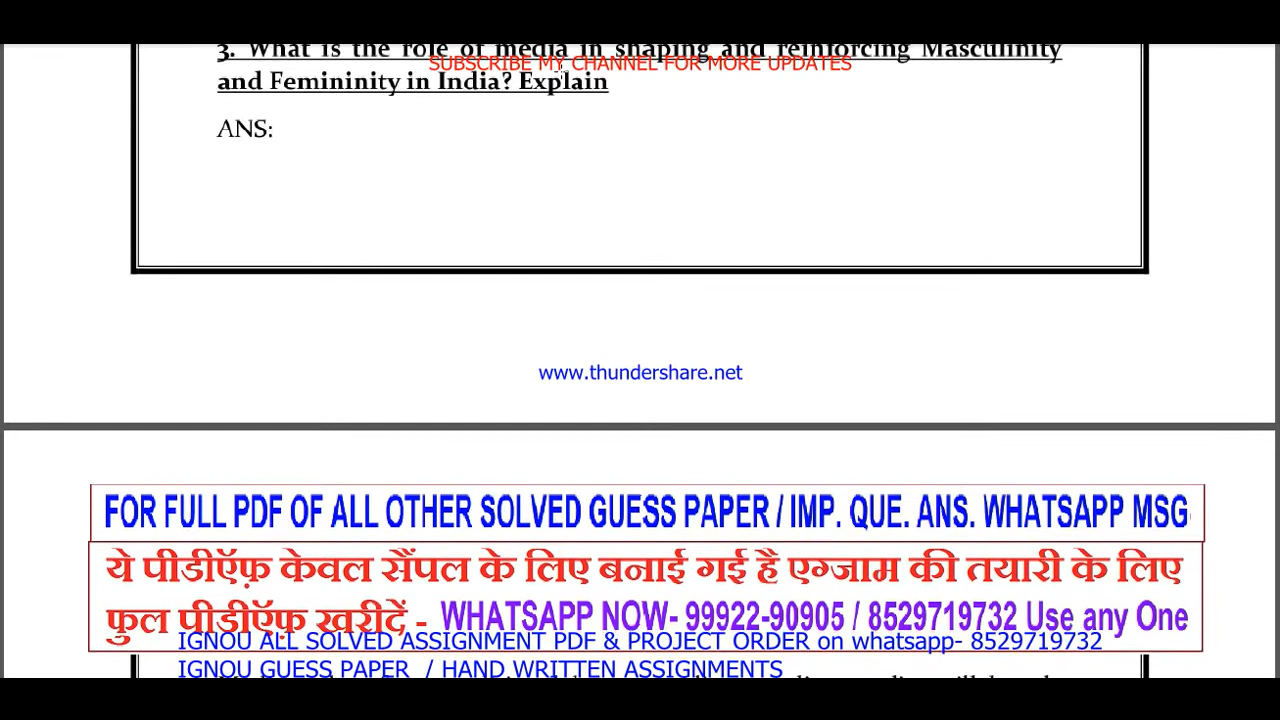 3. What is the role of media in shaping and reinforcing Masculinity
SUBSCRIBE MY CHANNEL FOR MORE UPDATES
and Femininity in India? Explain
ANS:
www.thundershare.net
FOR FULL PDF OF ALL OTHER SOLVED GUESS PAPER / IMP. QUE. ANS. WHATSAPP MSG
ये पीडीऍफ़ केवल सैंपल के लिए बनाई गई है एग्जाम की तयारी के लिए
फुल पीडीऍफ़ खरीदें - WHATSAPP NOW- 99922-90905 / 8529719732 Use any One
IGNOU ALL SOLVED ASSIGNMENT PDF & PROJECT ORDER on whatsapp- 8529719732
IGNOU GUESS PAPER / HAND WRITTEN ASSIGNMENTS